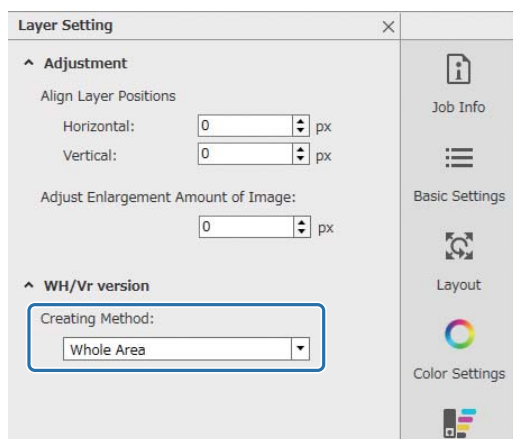 Layer Setting
Adjustment
Align Layer Positions
Horizontal: 0 px
Vertical: 0 px
Adjust Enlargement Amount of Image:
0 px
WH/Vr version
Creating Method:
Whole Area
Job Info
Basic Settings
Layout
Color Settings